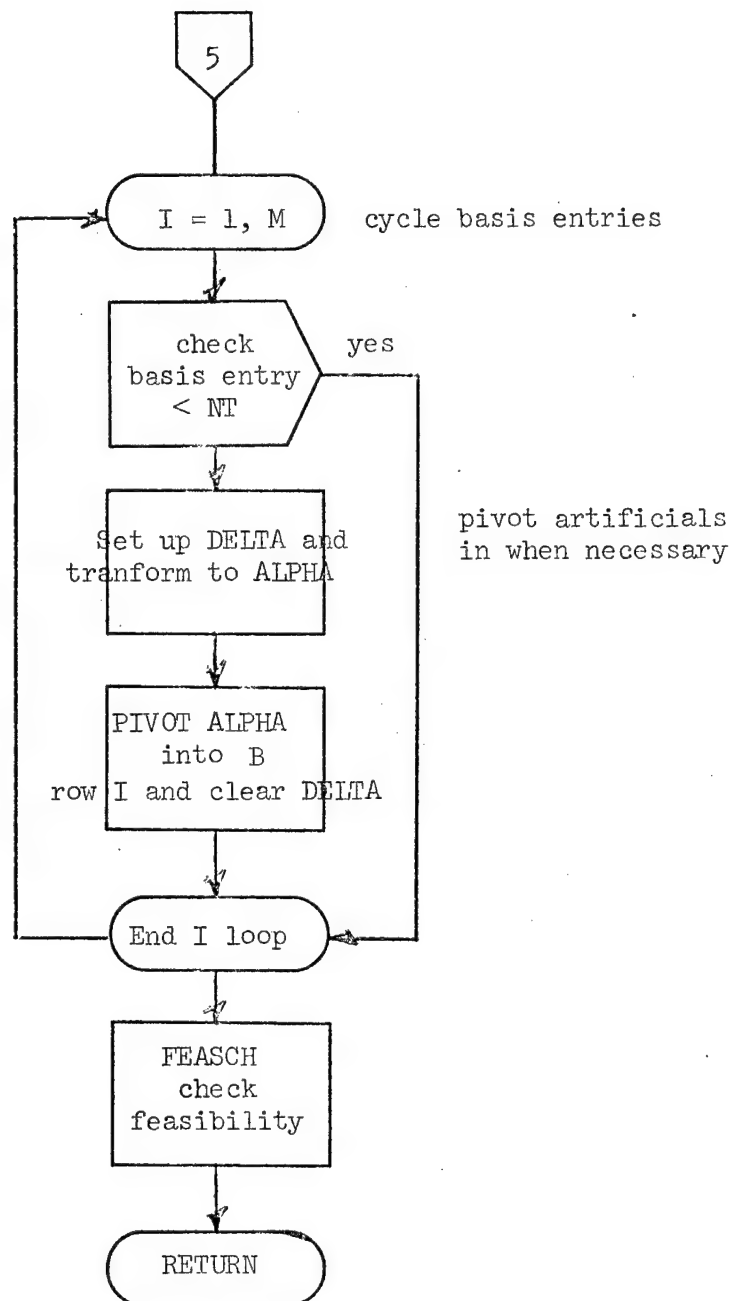 5
I = 1, M
cycle basis entries
check
basis entry
< NT
yes
Set up DELTA and
tranform to ALPHA
pivot artificials
in when necessary
PIVOT ALPHA
into B
row I and clear DELTA
End I loop
FEASCH
check
feasibility
RETURN